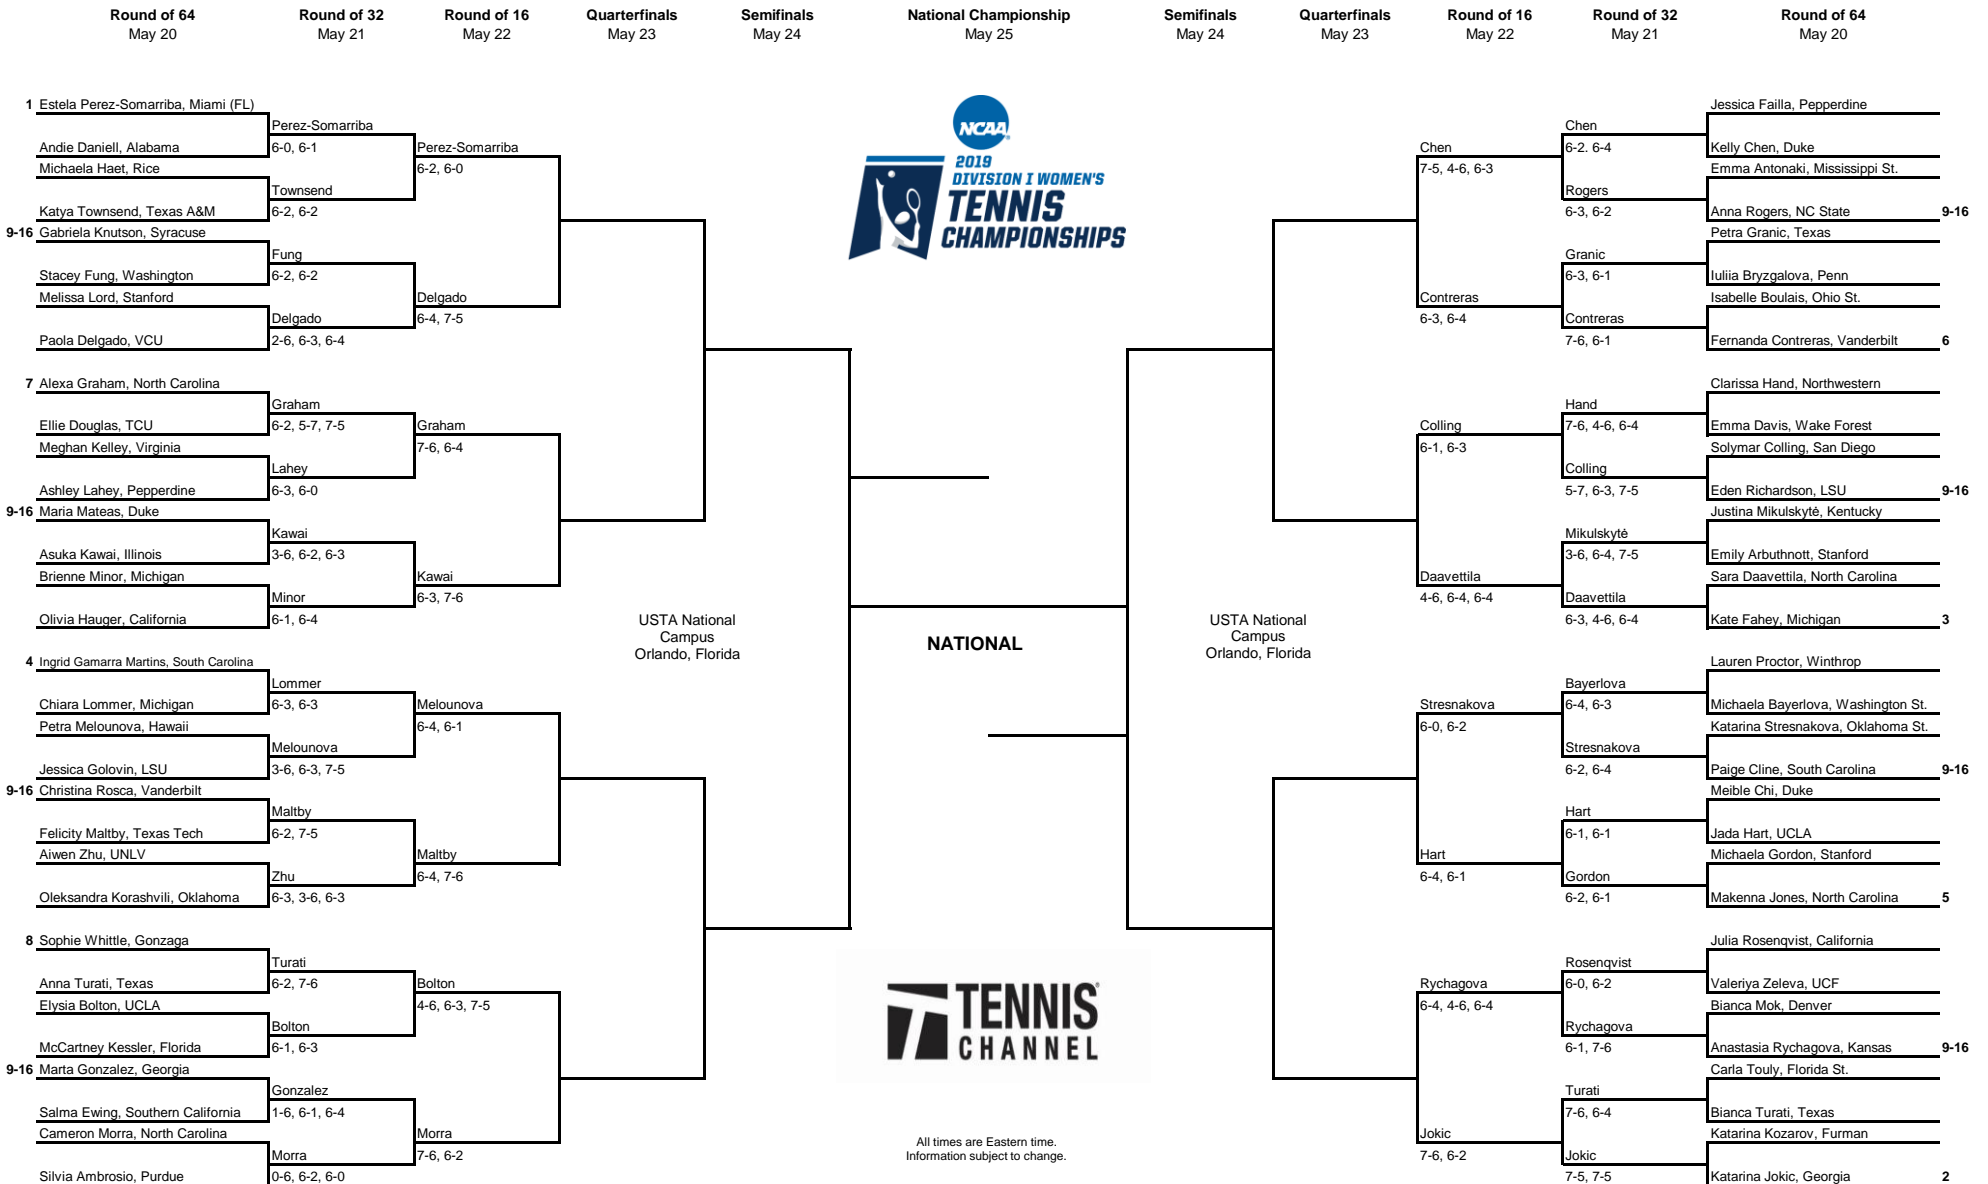 Round of 64
May 20
Round of 32
May 21
Round of 16
May 22
Quarterfinals
May 23
Semifinals
May 24
National Championship
May 25
Semifinals
May 24
Quarterfinals
May 23
Round of 16
May 22
Round of 32
May 21
Round of 64
May 20
1 Estela Perez-Somarriba, Miami (FL)
Andie Daniell, Alabama
Michaela Haet, Rice
Katya Townsend, Texas A&M
9-16 Gabriela Knutson, Syracuse
Stacey Fung, Washington
Melissa Lord, Stanford
Paola Delgado, VCU
7 Alexa Graham, North Carolina
Ellie Douglas, TCU
Meghan Kelley, Virginia
Ashley Lahey, Pepperdine
9-16 Maria Mateas, Duke
Asuka Kawai, Illinois
Brienne Minor, Michigan
Olivia Hauger, California
4 Ingrid Gamarra Martins, South Carolina
Chiara Lommer, Michigan
Petra Melounova, Hawaii
Jessica Golovin, LSU
9-16 Christina Rosca, Vanderbilt
Felicity Maltby, Texas Tech
Aiwen Zhu, UNLV
Oleksandra Korashvili, Oklahoma
8 Sophie Whittle, Gonzaga
Anna Turati, Texas
Elysia Bolton, UCLA
McCartney Kessler, Florida
9-16 Marta Gonzalez, Georgia
Salma Ewing, Southern California
Cameron Morra, North Carolina
Silvia Ambrosio, Purdue
Perez-Somarriba
6-0, 6-1
Townsend
6-2, 6-2
Fung
6-2, 6-2
Delgado
2-6, 6-3, 6-4
Graham
6-2, 5-7, 7-5
Lahey
6-3, 6-0
Kawai
3-6, 6-2, 6-3
Minor
6-1, 6-4
Lommer
6-3, 6-3
Melounova
3-6, 6-3, 7-5
Maltby
6-2, 7-5
Zhu
6-3, 3-6, 6-3
Turati
6-2, 7-6
Bolton
6-1, 6-3
Gonzalez
1-6, 6-1, 6-4
Morra
0-6, 6-2, 6-0
Perez-Somarriba
6-2, 6-0
Delgado
6-4, 7-5
Graham
7-6, 6-4
Kawai
6-3, 7-6
Melounova
6-4, 6-1
Maltby
6-4, 7-6
Bolton
4-6, 6-3, 7-5
Morra
7-6, 6-2
USTA National
Campus
Orlando, Florida
NCAA
2019
DIVISION I WOMEN'S
TENNIS
CHAMPIONSHIPS
NATIONAL
TENNIS
CHANNEL
All times are Eastern time.
Information subject to change.
USTA National
Campus
Orlando, Florida
Chen
7-5, 4-6, 6-3
Contreras
6-3, 6-4
Colling
6-1, 6-3
Daavettila
4-6, 6-4, 6-4
Stresnakova
6-0, 6-2
Hart
6-4, 6-1
Rychagova
6-4, 4-6, 6-4
Jokic
7-6, 6-2
Chen
6-2. 6-4
Rogers
6-3, 6-2
Granic
6-3, 6-1
Contreras
7-6, 6-1
Hand
7-6, 4-6, 6-4
Colling
5-7, 6-3, 7-5
Mikulskytė
3-6, 6-4, 7-5
Daavettila
6-3, 4-6, 6-4
Bayerlova
6-4, 6-3
Stresnakova
6-2, 6-4
Hart
6-1, 6-1
Gordon
6-2, 6-1
Rosenqvist
6-0, 6-2
Rychagova
6-1, 7-6
Turati
7-6, 6-4
Jokic
7-5, 7-5
Jessica Failla, Pepperdine
Kelly Chen, Duke
Emma Antonaki, Mississippi St.
Anna Rogers, NC State 9-16
Petra Granic, Texas
Iuliia Bryzgalova, Penn
Isabelle Boulais, Ohio St.
Fernanda Contreras, Vanderbilt 6
Clarissa Hand, Northwestern
Emma Davis, Wake Forest
Solymar Colling, San Diego
Eden Richardson, LSU 9-16
Justina Mikulskytė, Kentucky
Emily Arbuthnott, Stanford
Sara Daavettila, North Carolina
Kate Fahey, Michigan 3
Lauren Proctor, Winthrop
Michaela Bayerlova, Washington St.
Katarina Stresnakova, Oklahoma St.
Paige Cline, South Carolina 9-16
Meible Chi, Duke
Jada Hart, UCLA
Michaela Gordon, Stanford
Makenna Jones, North Carolina 5
Julia Rosenqvist, California
Valeriya Zeleva, UCF
Bianca Mok, Denver
Anastasia Rychagova, Kansas 9-16
Carla Touly, Florida St.
Bianca Turati, Texas
Katarina Kozarov, Furman
Katarina Jokic, Georgia 2